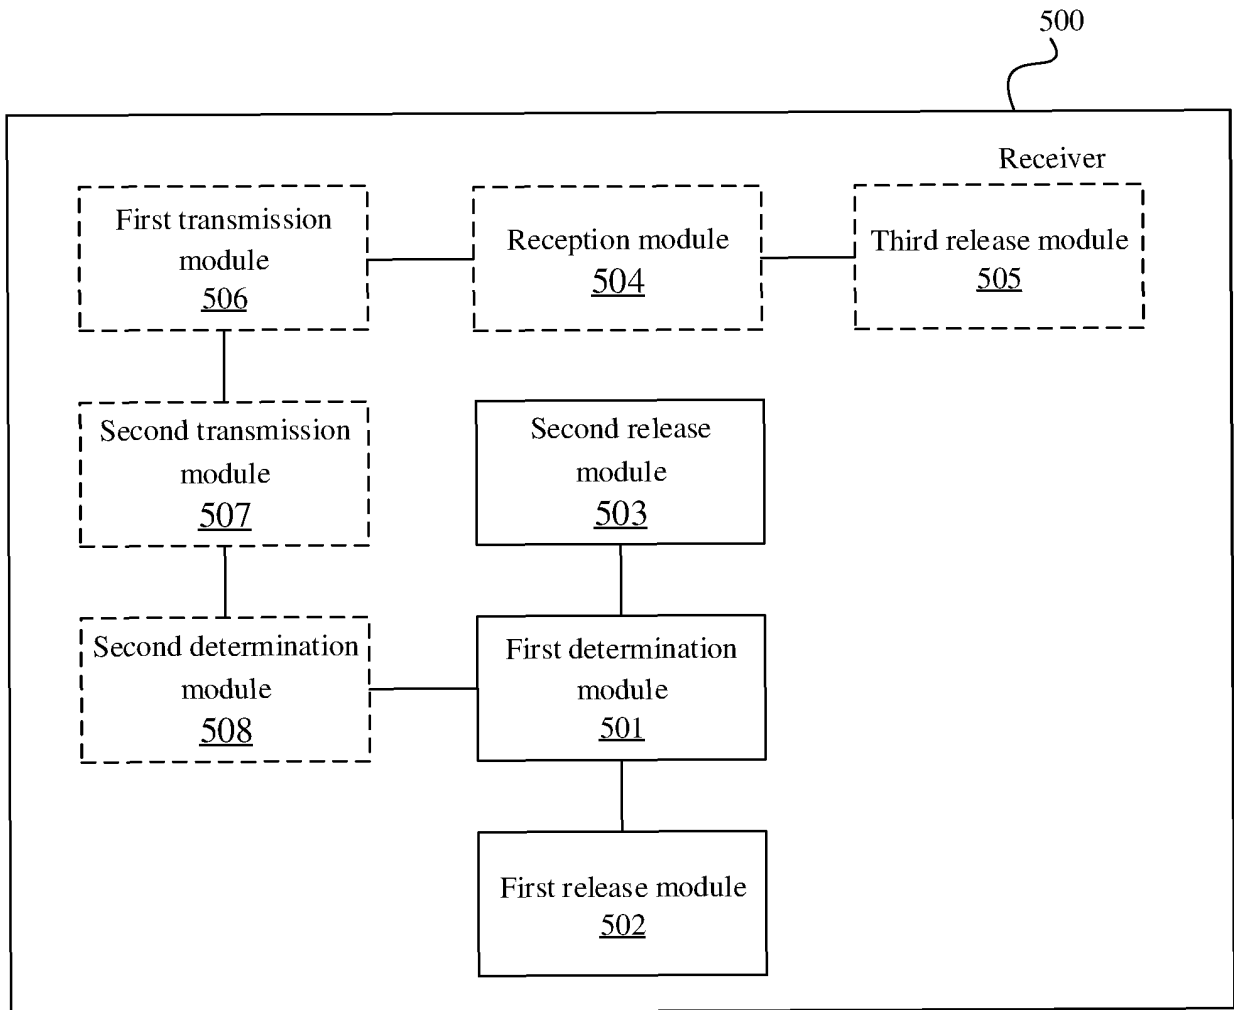 500
Receiver
First transmission
module
506
Reception module
504
Third release module
505
Second transmission
module
507
Second release
module
503
Second determination
module
508
First determination
module
501
First release module
502